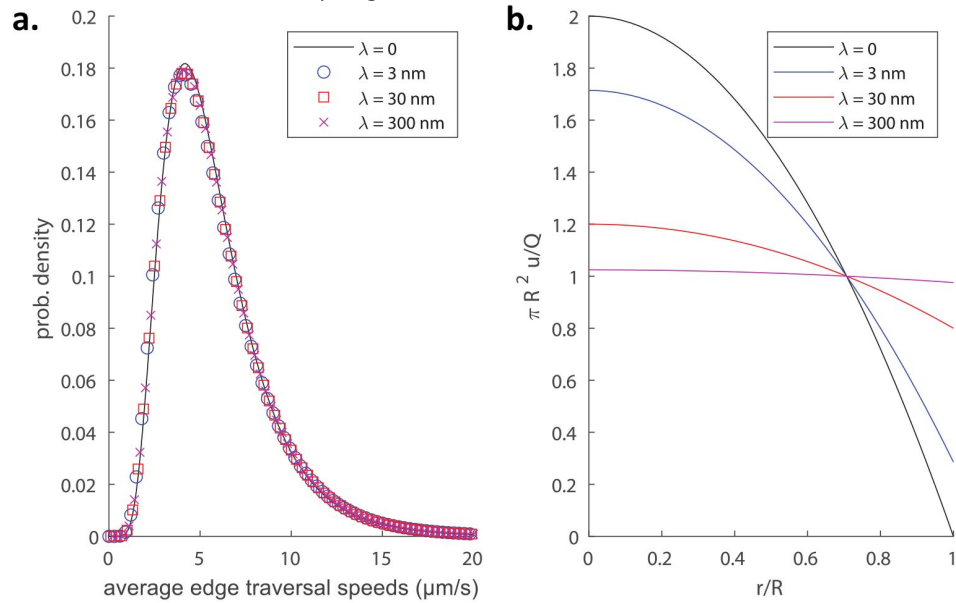 a.
0.2
0.18
0.16
0.14
0.12
0.1
0.08
0.06
0.04
0.02
0
prob. density
λ = 0
λ = 3 nm
λ = 30 nm
λ = 300 nm
0 5 10 15 20
average edge traversal speeds (μm/s)
b.
2
1.8
1.6
1.4
1.2
1
0.8
0.6
0.4
0.2
0
π R² u/Q
λ = 0
λ = 3 nm
λ = 30 nm
λ = 300 nm
0 0.2 0.4 0.6 0.8 1
r/R